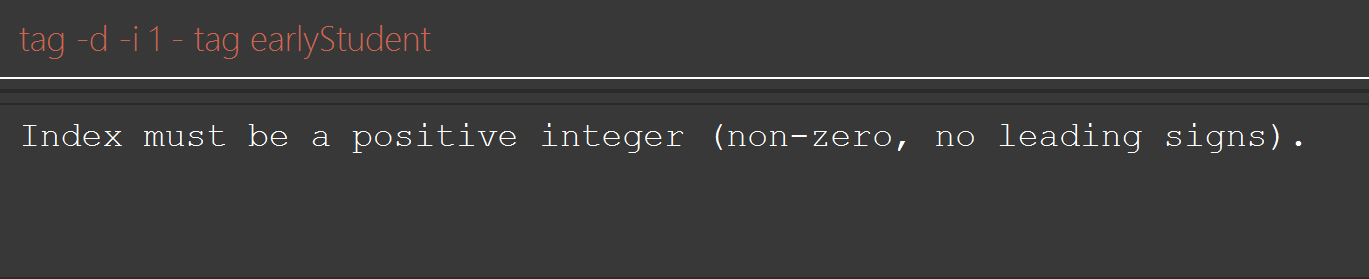 tag -d -i 1 - tag earlyStudent
Index must be a positive integer (non-zero, no leading signs).